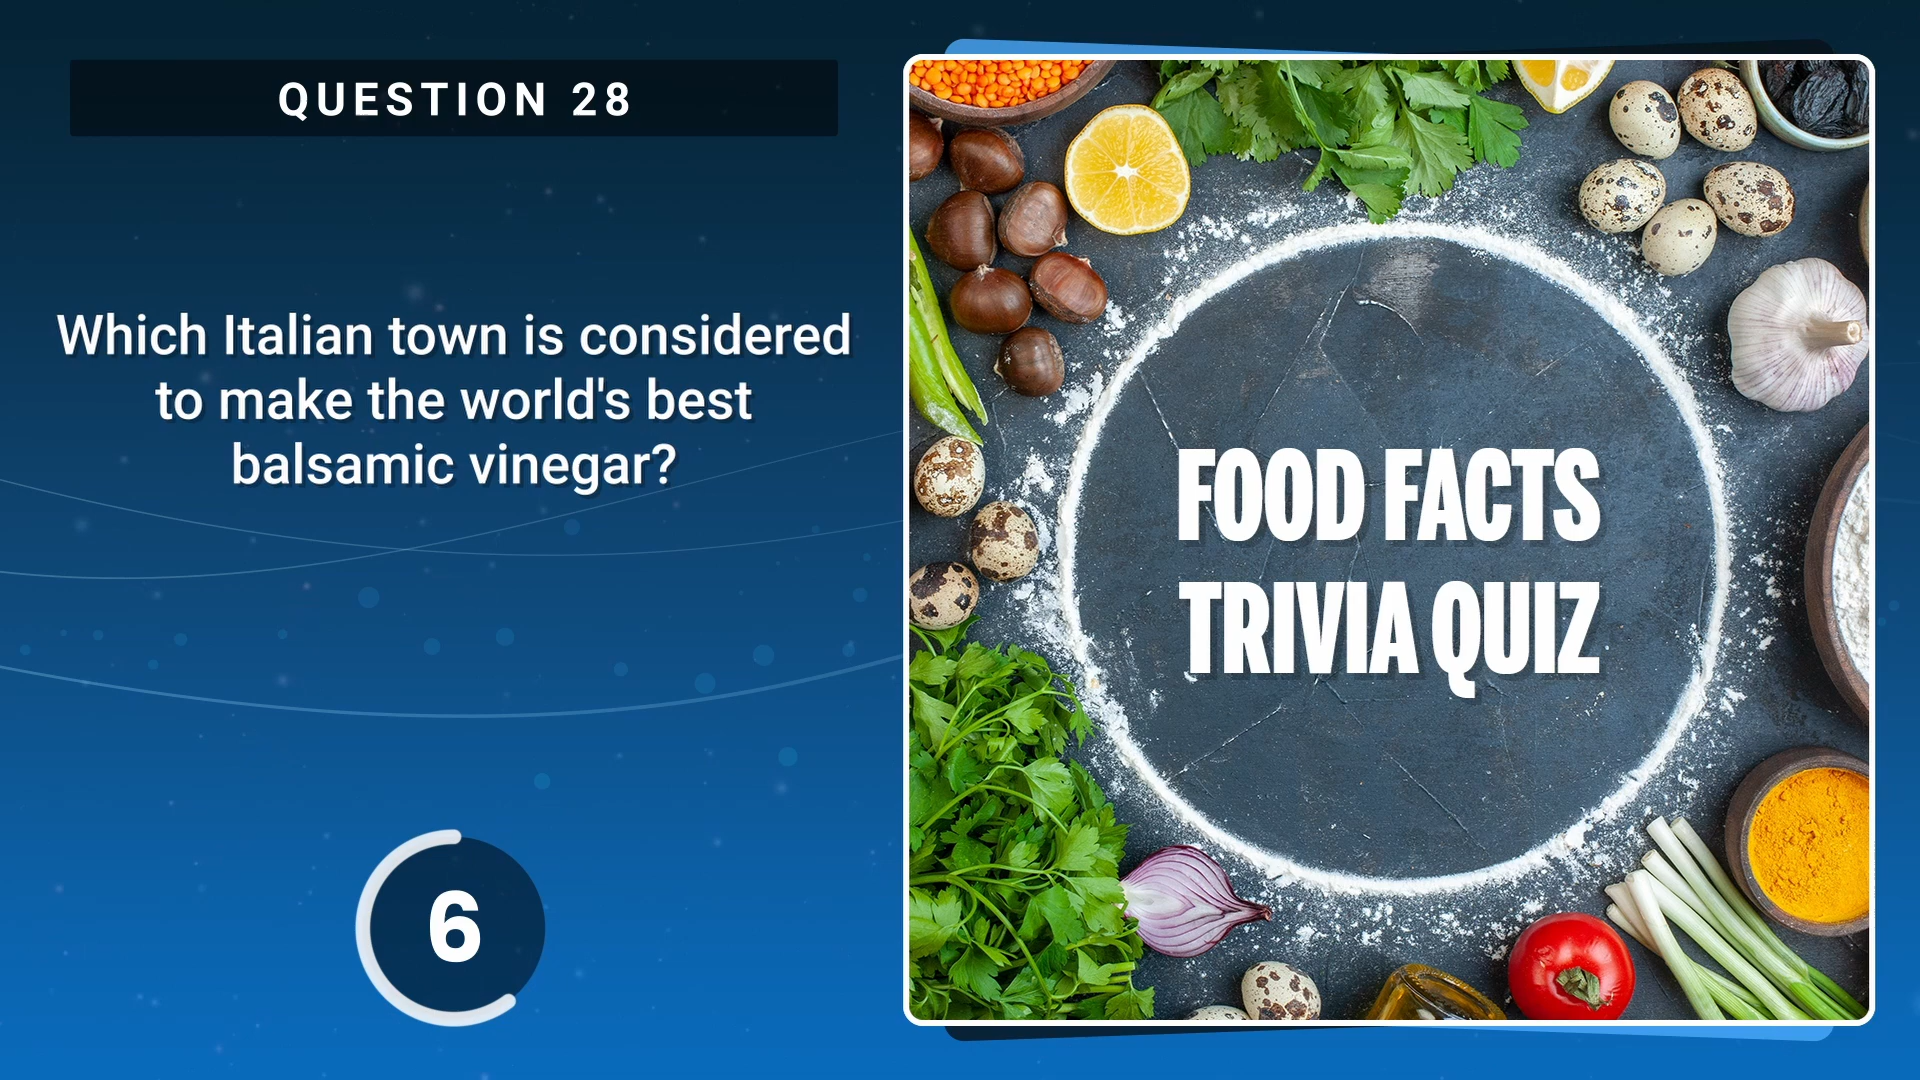 QUESTION 28
Which Italian town is considered
to make the world's best
balsamic vinegar?
6
FOOD FACTS
TRIVIA QUIZ